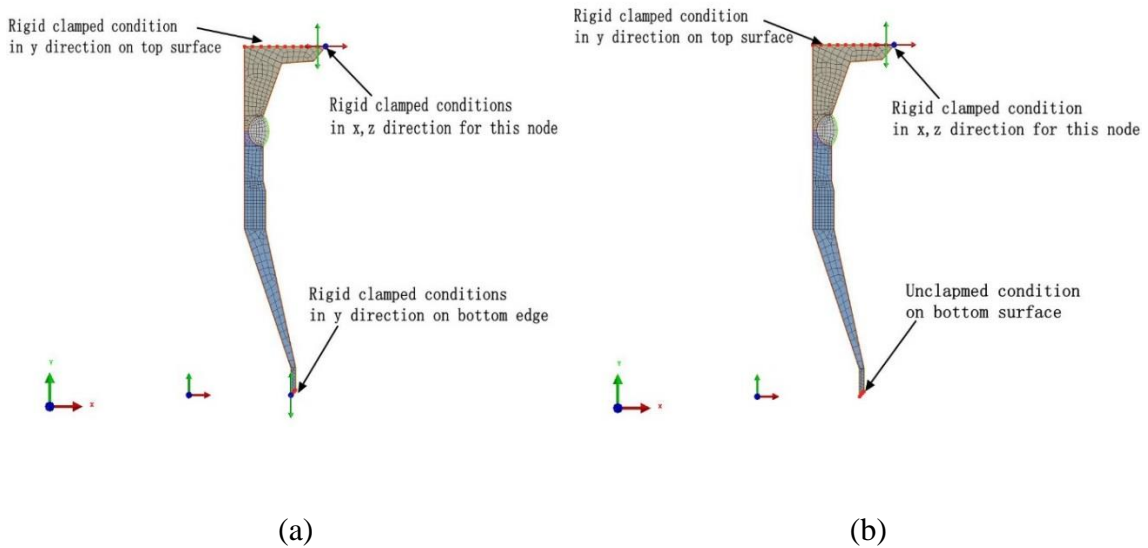 Rigid clamped condition
in y direction on top surface
Rigid clamped conditions
in x,z direction for this node
Rigid clamped conditions
in y direction on bottom edge
Y
X
(a)
Rigid clamped condition
in y direction on top surface
Rigid clamped condition
in x,z direction for this node
Unclapmed condition
on bottom surface
Y
X
(b)